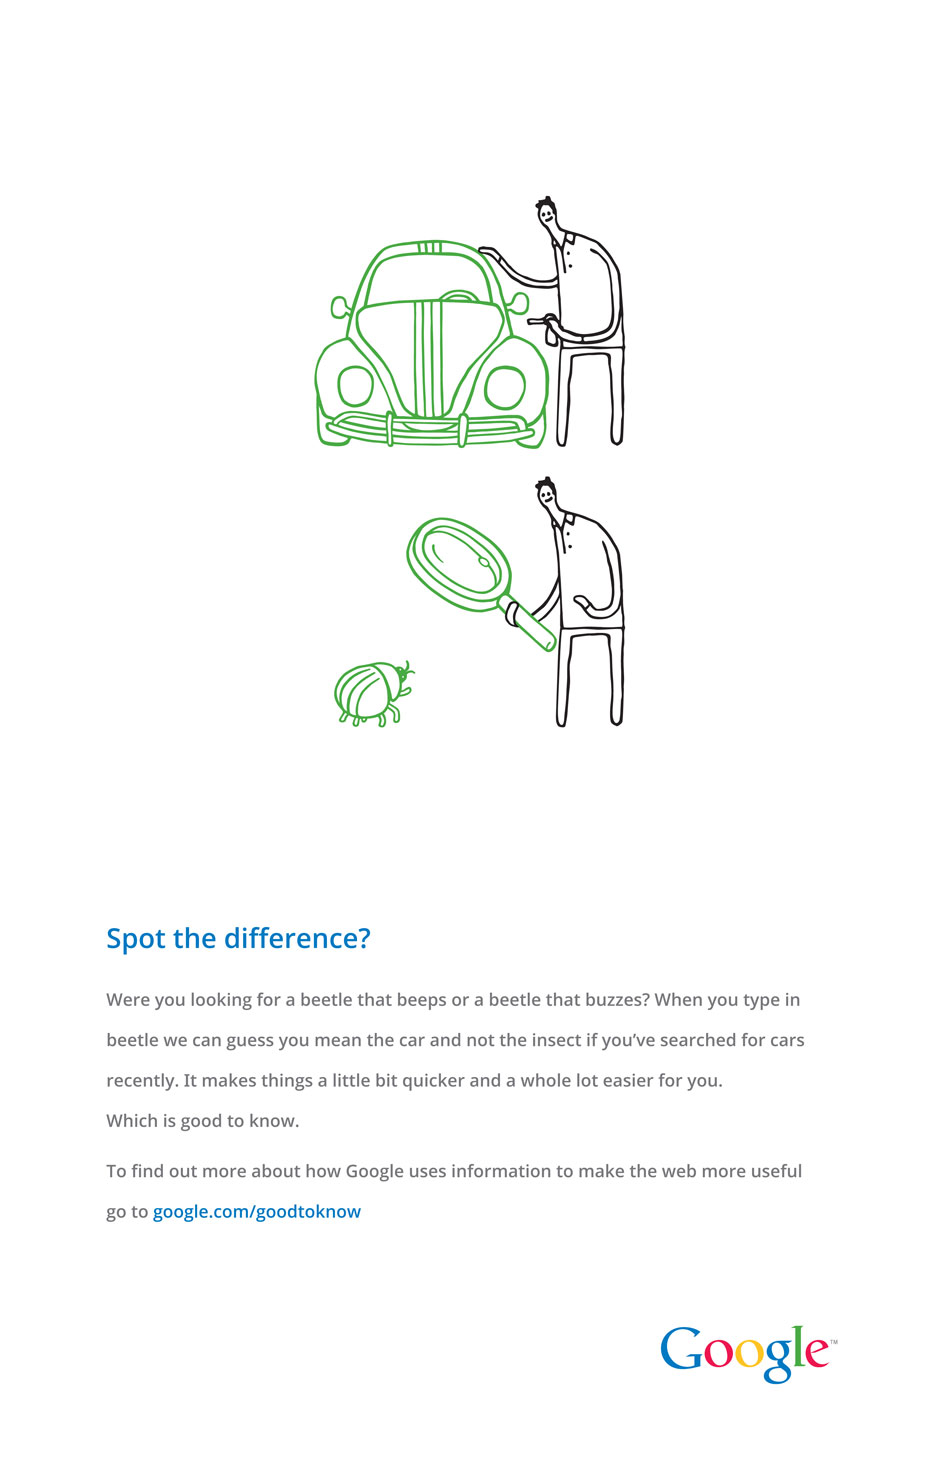 Spot the difference?
Were you looking for a beetle that beeps or a beetle that buzzes? When you type in
beetle we can guess you mean the car and not the insect if you’ve searched for cars
recently. It makes things a little bit quicker and a whole lot easier for you.
Which is good to know.
To find out more about how Google uses information to make the web more useful
go to google.com/goodtoknow
Google™